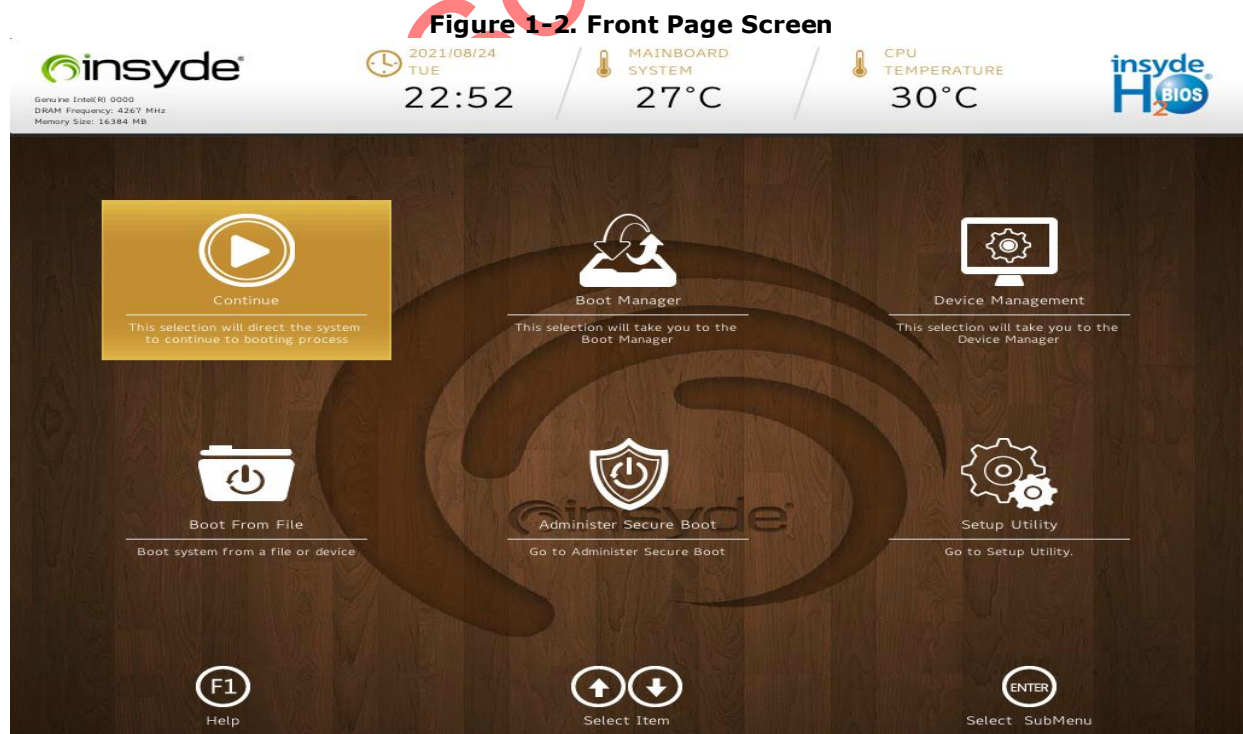 Figure 1-2. Front Page Screen
insyde
Genuine Intel(R) 0000
DRAM Frequency: 4267 MHz
Memory Size: 16384 MB
2021/08/24
TUE
22:52
MAINBOARD
SYSTEM
27°C
CPU
TEMPERATURE
30°C
insyde
H2BIOS
Continue
This selection will direct the system
to continue to booting process
Boot Manager
This selection will take you to the
Boot Manager
Device Management
This selection will take you to the
Device Manager
Boot From File
Boot system from a file or device
insyde
Administer Secure Boot
Go to Administer Secure Boot
Setup Utility
Go to Setup Utility.
F1
Help
Select Item
ENTER
Select SubMenu